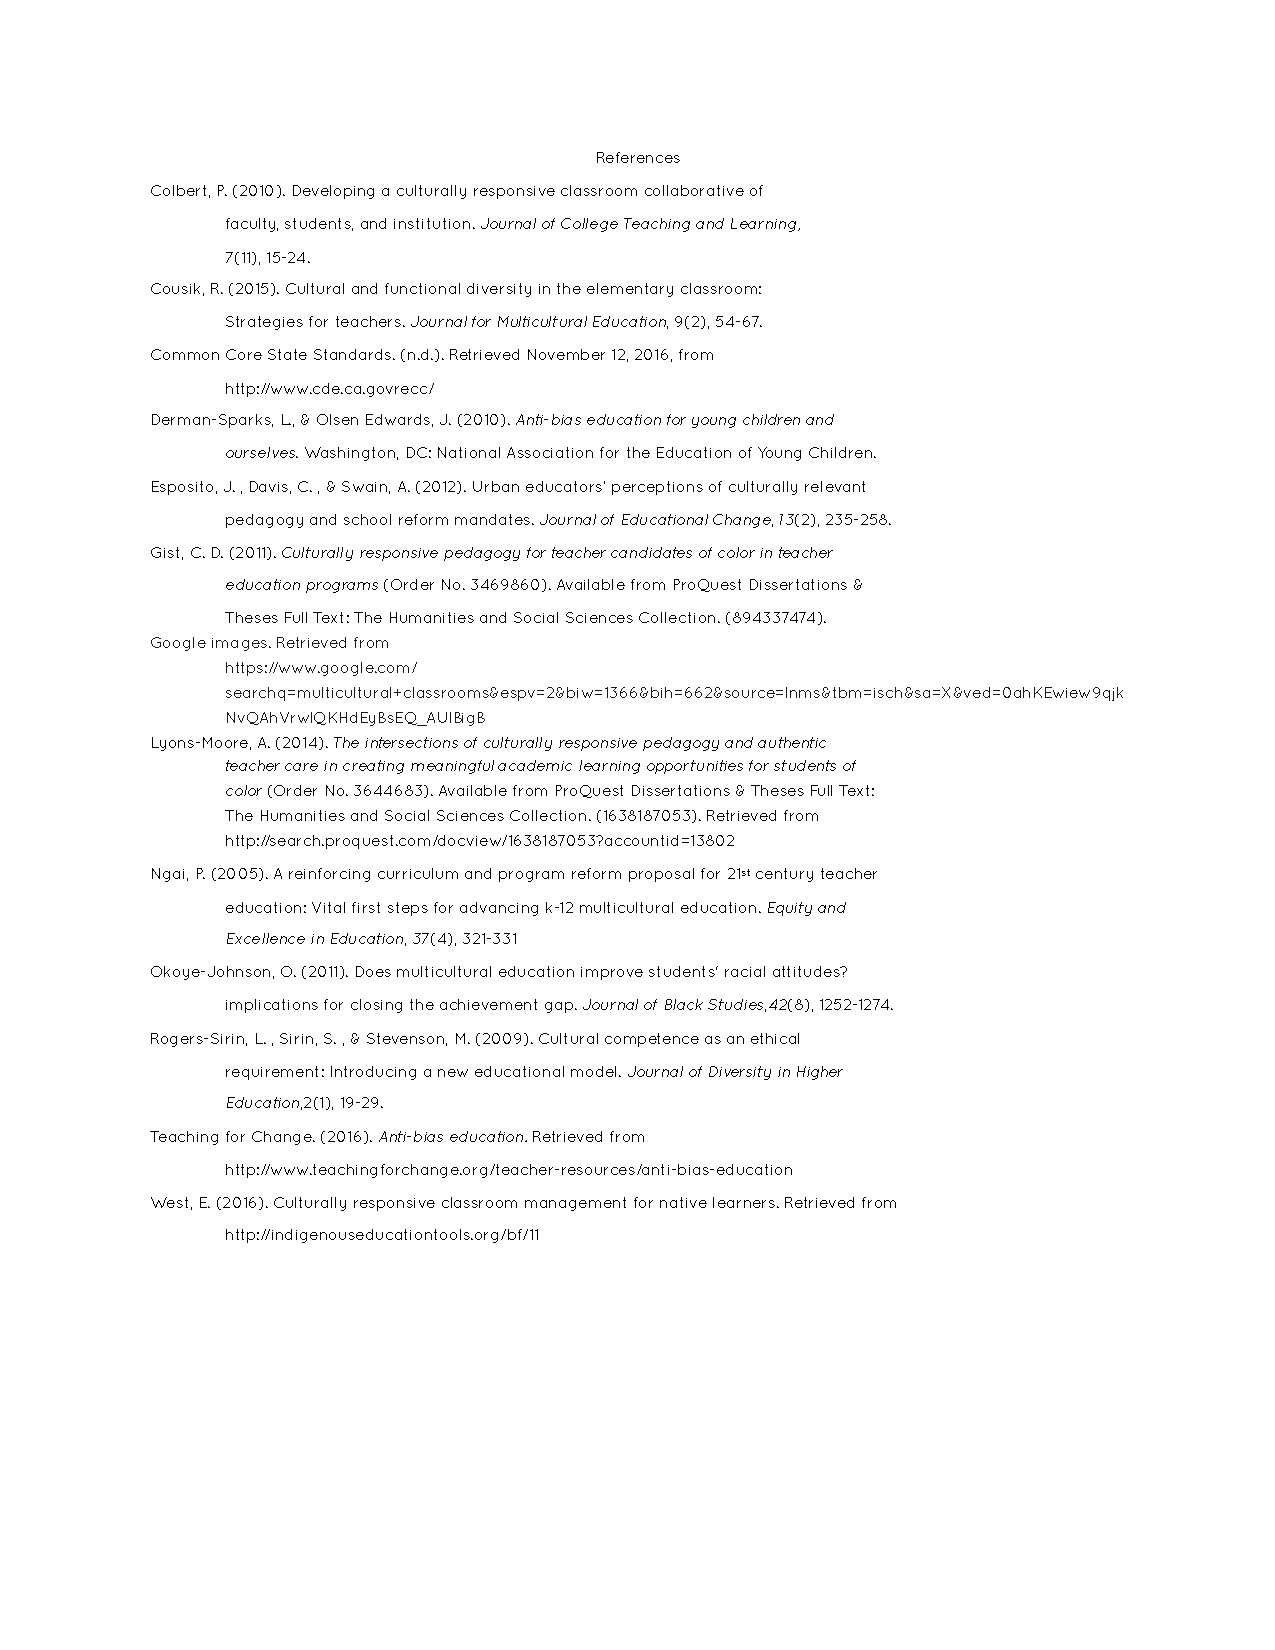 References
Colbert, P. (2010). Developing a culturally responsive classroom collaborative of
faculty, students, and institution. Journal of College Teaching and Learning,
7(11), 15-24.
Cousik, R. (2015). Cultural and functional diversity in the elementary classroom:
Strategies for teachers. Journal for Multicultural Education, 9(2), 54-67.
Common Core State Standards. (n.d.). Retrieved November 12, 2016, from
http://www.cde.ca.govrecc/
Derman-Sparks, L., & Olsen Edwards, J. (2010). Anti-bias education for young children and
ourselves. Washington, DC: National Association for the Education of Young Children.
Esposito, J. , Davis, C. , & Swain, A. (2012). Urban educators' perceptions of culturally relevant
pedagogy and school reform mandates. Journal of Educational Change, 13(2), 235-258.
Gist, C. D. (2011). Culturally responsive pedagogy for teacher candidates of color in teacher
education programs (Order No. 3469860). Available from ProQuest Dissertations &
Theses Full Text: The Humanities and Social Sciences Collection. (894337474).
Google images. Retrieved from
https://www.google.com/
searchq=multicultural+classrooms&espv=2&biw=1366&bih=662&source=lnms&tbm=isch&sa=X&ved=0ahKEwiew9qjk
NvQAhVrwIQKHdEyBsEQ_AUIBigB
Lyons-Moore, A. (2014). The intersections of culturally responsive pedagogy and authentic
teacher care in creating meaningful academic learning opportunities for students of
color (Order No. 3644683). Available from ProQuest Dissertations & Theses Full Text:
The Humanities and Social Sciences Collection. (1638187053). Retrieved from
http://search.proquest.com/docview/1638187053?accountid=13802
Ngai, P. (2005). A reinforcing curriculum and program reform proposal for 21st century teacher
education: Vital first steps for advancing k-12 multicultural education. Equity and
Excellence in Education, 37(4), 321-331
Okoye-Johnson, O. (2011). Does multicultural education improve students' racial attitudes?
implications for closing the achievement gap. Journal of Black Studies,42(8), 1252-1274.
Rogers-Sirin, L. , Sirin, S. , & Stevenson, M. (2009). Cultural competence as an ethical
requirement: Introducing a new educational model. Journal of Diversity in Higher
Education,2(1), 19-29.
Teaching for Change. (2016). Anti-bias education. Retrieved from
http://www.teachingforchange.org/teacher-resources/anti-bias-education
West, E. (2016). Culturally responsive classroom management for native learners. Retrieved from
http://indigenouseducationtools.org/bf/11